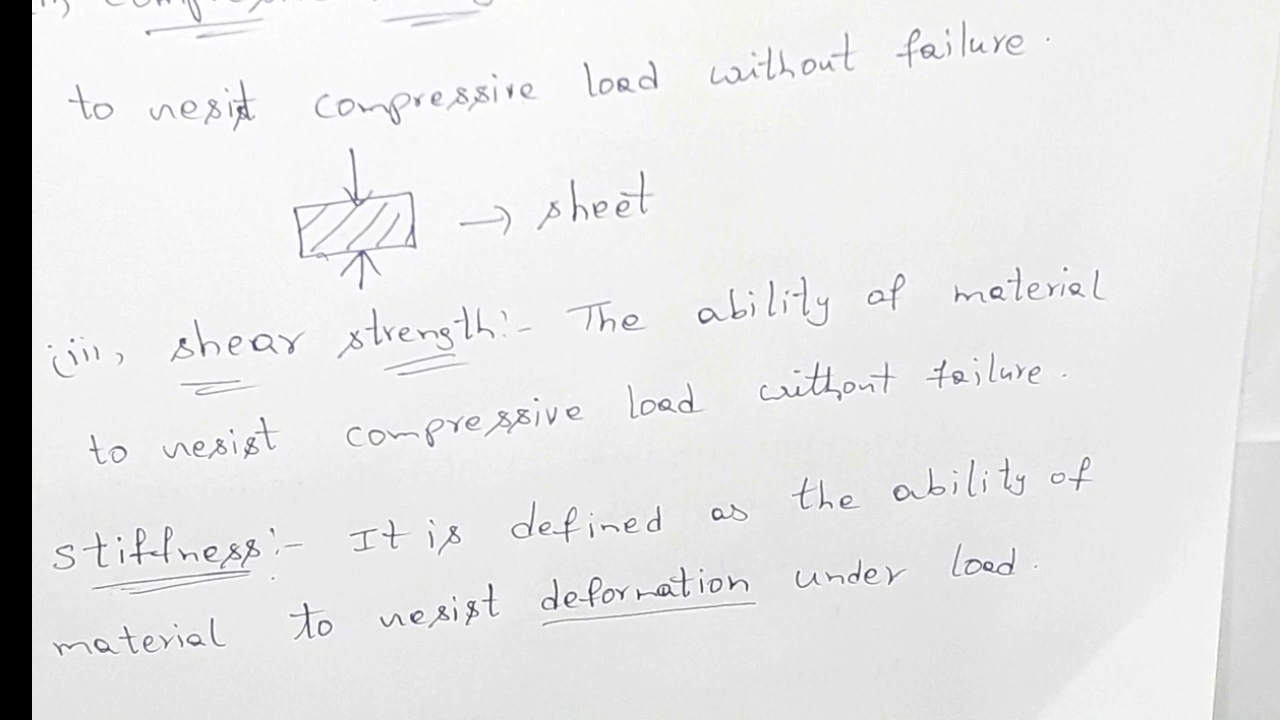 to resist compressive load without failure.
→ sheet
(iii) shear strength:- The ability of material
to resist compressive load without failure.
stiffness:- It is defined as the ability of
material to resist deformation under load.